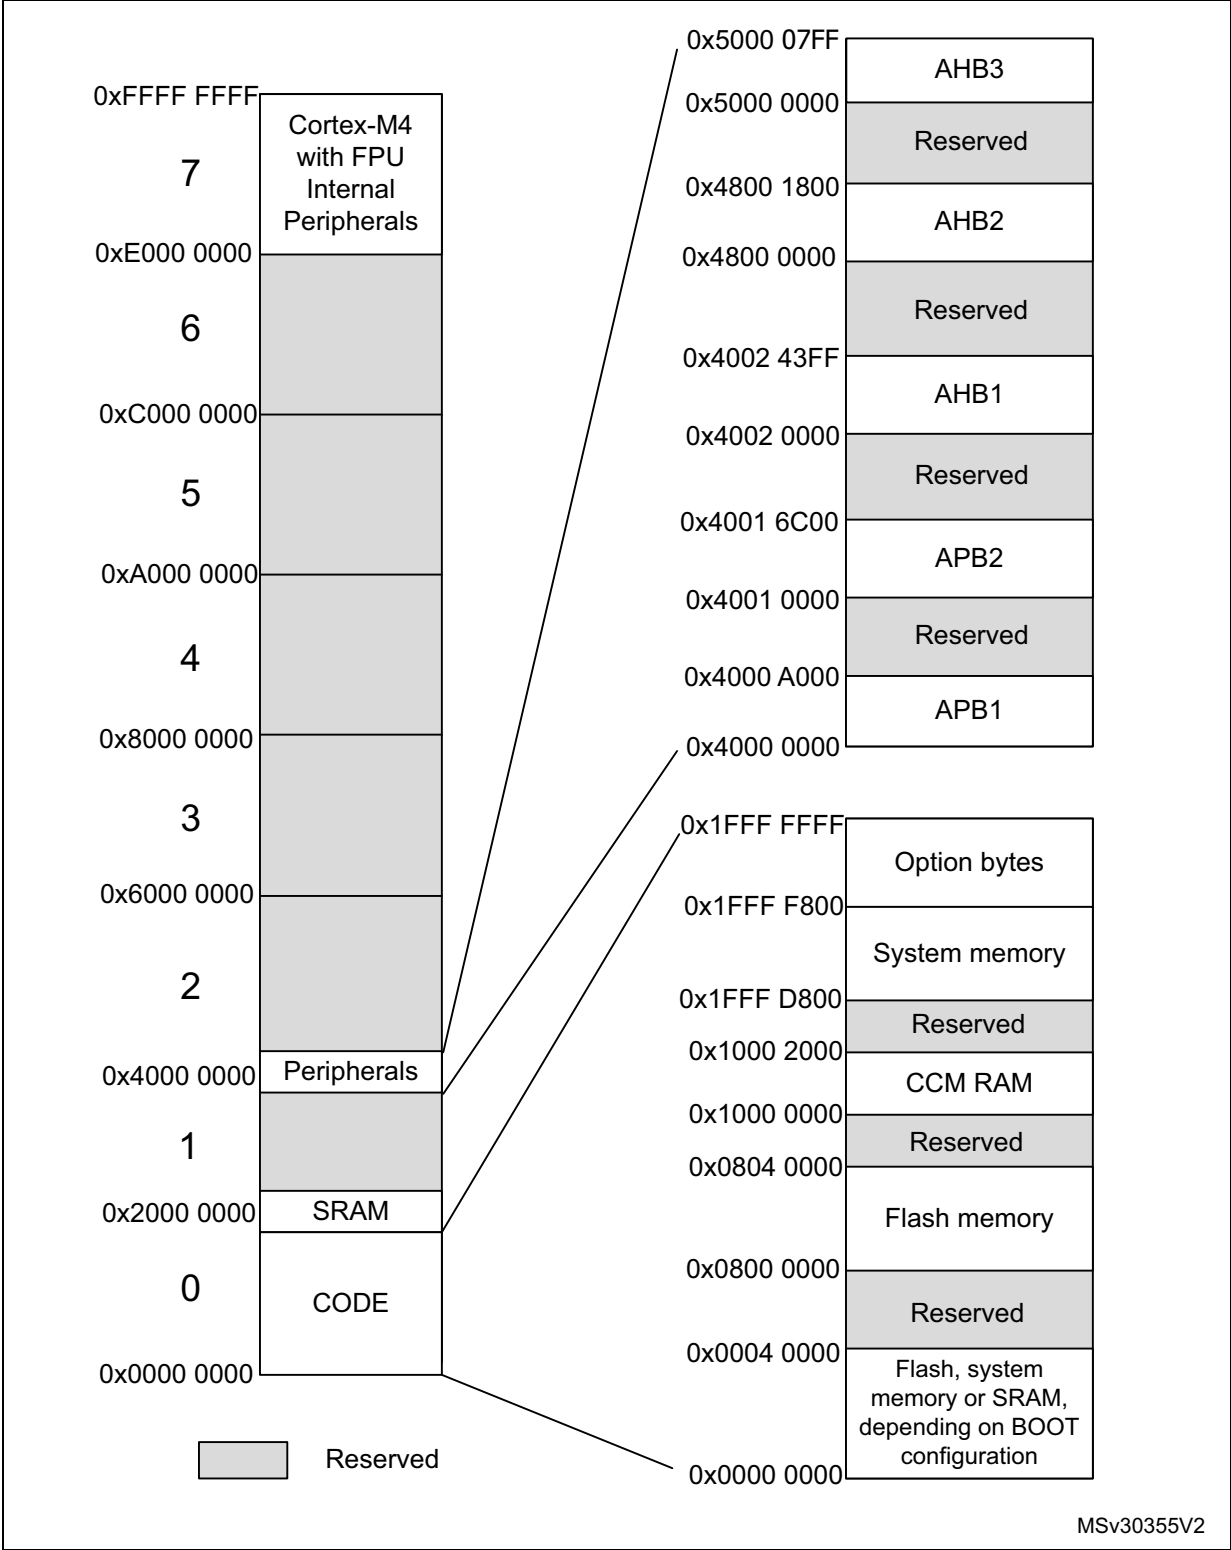 0xFFFF FFFF
Cortex-M4
with FPU
Internal
Peripherals
7
0xE000 0000
6
0xC000 0000
5
0xA000 0000
4
0x8000 0000
3
0x6000 0000
2
Peripherals
0x4000 0000
1
SRAM
0x2000 0000
0
CODE
0x0000 0000
Reserved
0x5000 07FF
AHB3
0x5000 0000
Reserved
0x4800 1800
AHB2
0x4800 0000
Reserved
0x4002 43FF
AHB1
0x4002 0000
Reserved
0x4001 6C00
APB2
0x4001 0000
Reserved
0x4000 A000
APB1
0x4000 0000
0x1FFF FFFF
Option bytes
0x1FFF F800
System memory
0x1FFF D800
Reserved
0x1000 2000
CCM RAM
0x1000 0000
Reserved
0x0804 0000
Flash memory
0x0800 0000
Reserved
0x0004 0000
Flash, system
memory or SRAM,
depending on BOOT
configuration
0x0000 0000
MSv30355V2